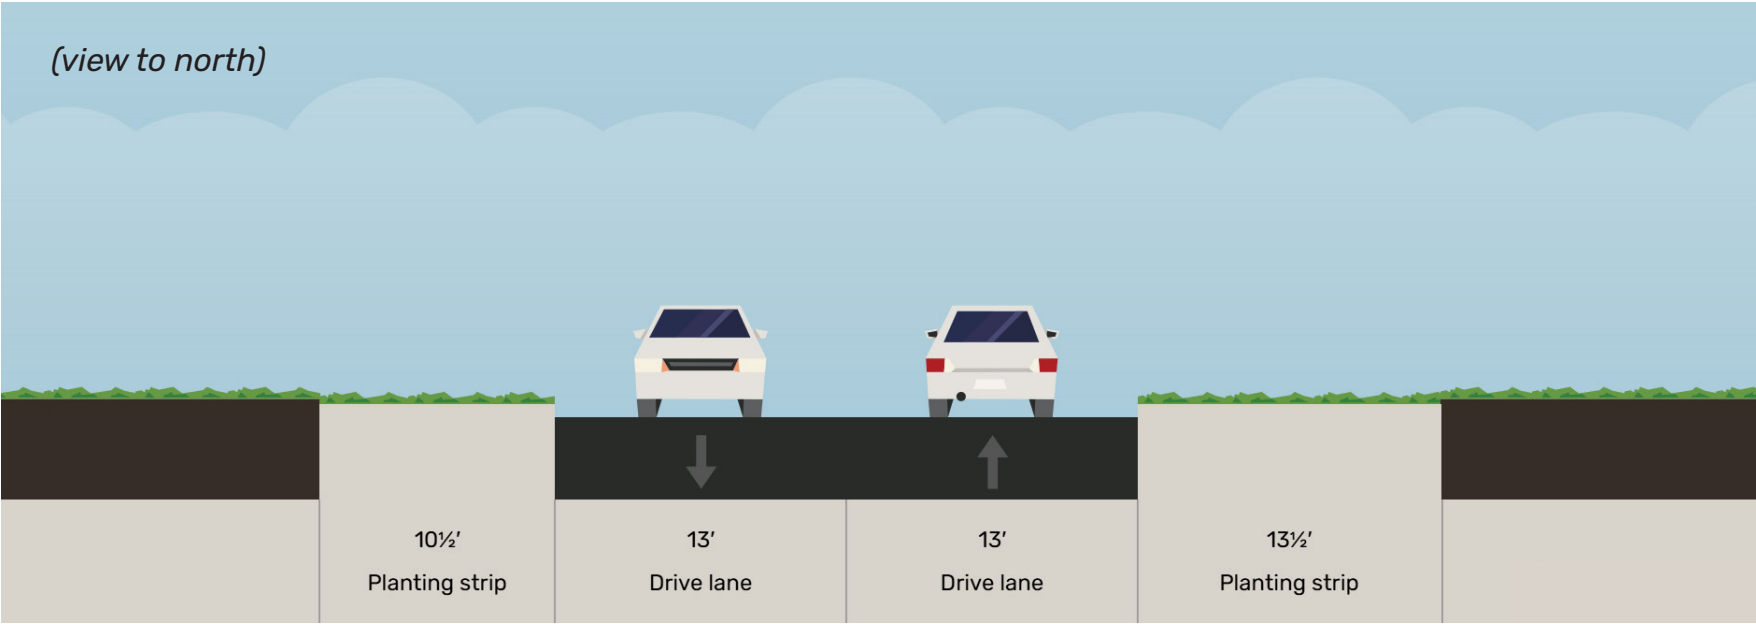 (view to north)
10½′
Planting strip
13′
Drive lane
13′
Drive lane
13½′
Planting strip